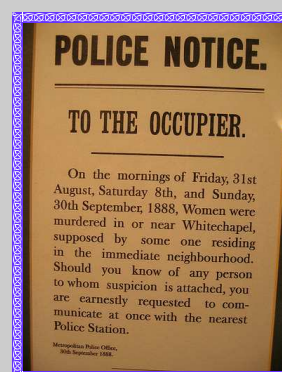 POLICE NOTICE.
TO THE OCCUPIER.
On the mornings of Friday, 31st
August, Saturday 8th, and Sunday,
30th September, 1888, Women were
murdered in or near Whitechapel,
supposed by some one residing
in the immediate neighbourhood.
Should you know of any person
to whom suspicion is attached, you
are earnestly requested to com-
municate at once with the nearest
Police Station.
Metropolitan Police Office,
30th September 1888.